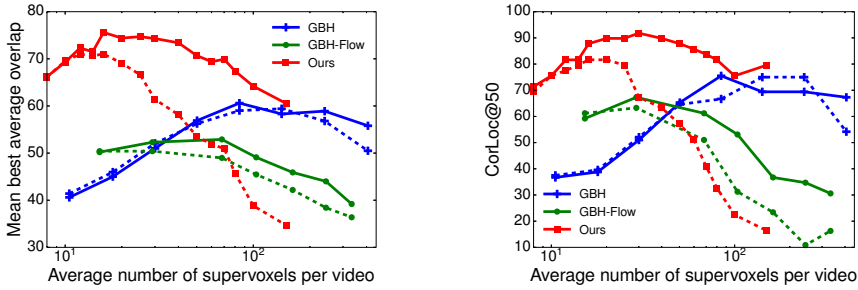 Mean best average overlap
80
70
60
50
40
30
10¹
10²
Average number of supervoxels per video
GBH
GBH-Flow
Ours
CorLoc@50
100
90
80
70
60
50
40
30
20
10
10¹
10²
Average number of supervoxels per video
GBH
GBH-Flow
Ours